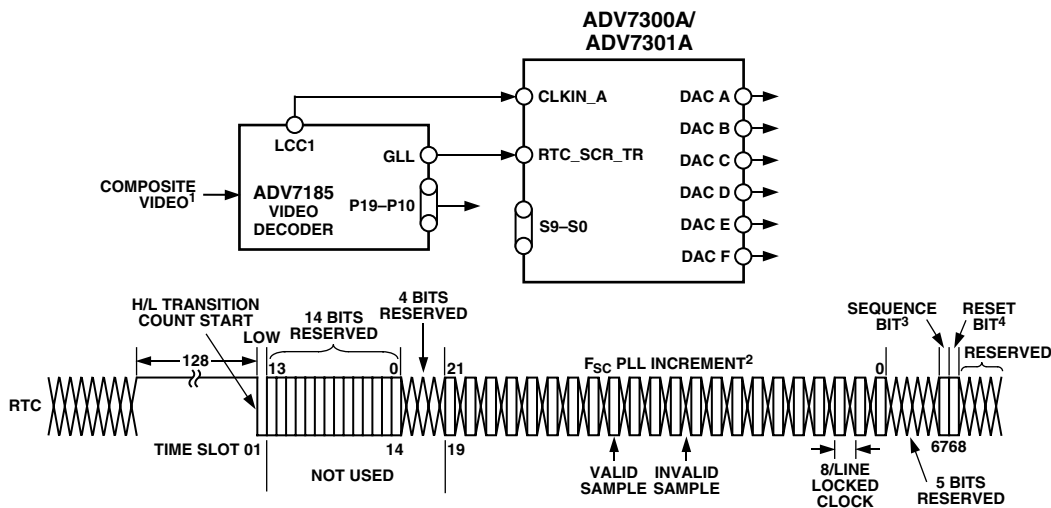 ADV7300A/
ADV7301A
CLKIN_A
DAC A
DAC B
LCC1
GLL
RTC_SCR_TR
DAC C
COMPOSITE
VIDEO1
ADV7185
VIDEO
DECODER
P19–P10
DAC D
S9–S0
DAC E
DAC F
H/L TRANSITION
COUNT START
LOW
14 BITS
RESERVED
4 BITS
RESERVED
SEQUENCE
BIT3
RESET
BIT4
RESERVED
128
13
0
21
FSC PLL INCREMENT2
0
RTC
TIME SLOT 01
14
19
6768
NOT USED
VALID
SAMPLE
INVALID
SAMPLE
8/LINE
LOCKED
CLOCK
5 BITS
RESERVED